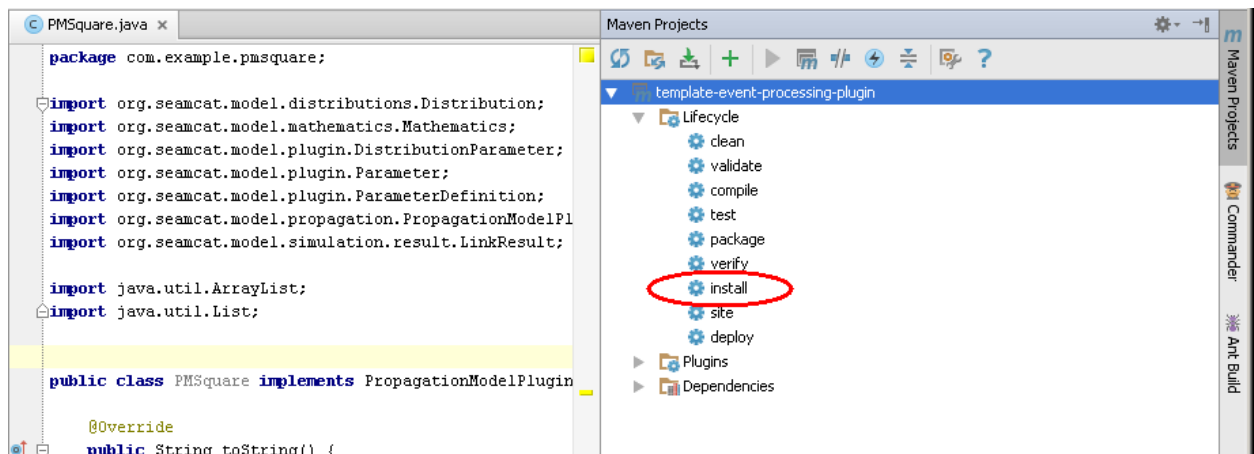 PMSquare.java
package com.example.pmsquare;
import org.seamcat.model.distributions.Distribution;
import org.seamcat.model.mathematics.Mathematics;
import org.seamcat.model.plugin.DistributionParameter;
import org.seamcat.model.plugin.Parameter;
import org.seamcat.model.plugin.ParameterDefinition;
import org.seamcat.model.propagation.PropagationModelPl
import org.seamcat.model.simulation.result.LinkResult;
import java.util.ArrayList;
import java.util.List;
public class PMSquare implements PropagationModelPlugin
@Override
public String toString() {
Maven Projects
template-event-processing-plugin
Lifecycle
clean
validate
compile
test
package
verify
install
site
deploy
Plugins
Dependencies
Maven Projects
Commander
Ant Build